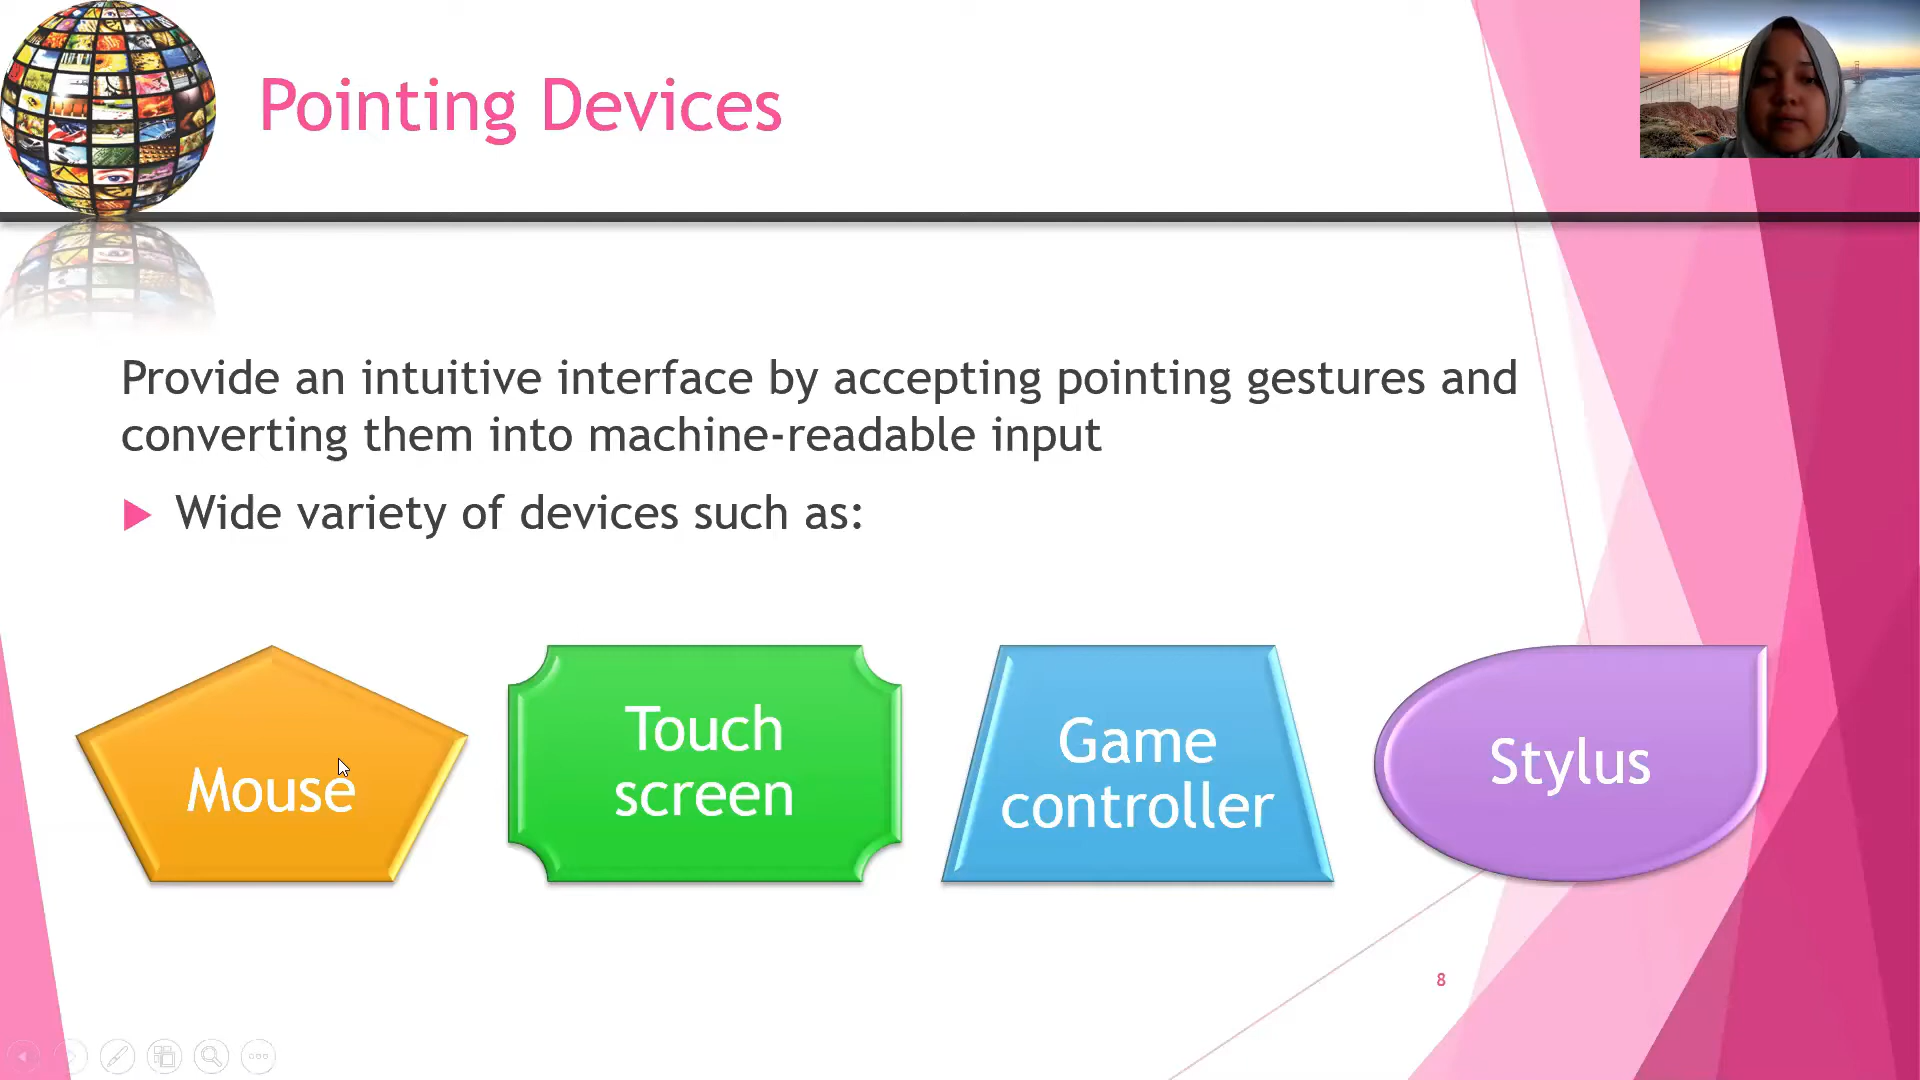 Pointing Devices
Provide an intuitive interface by accepting pointing gestures and
converting them into machine-readable input
Wide variety of devices such as:
Mouse
Touch
screen
Game
controller
Stylus
8